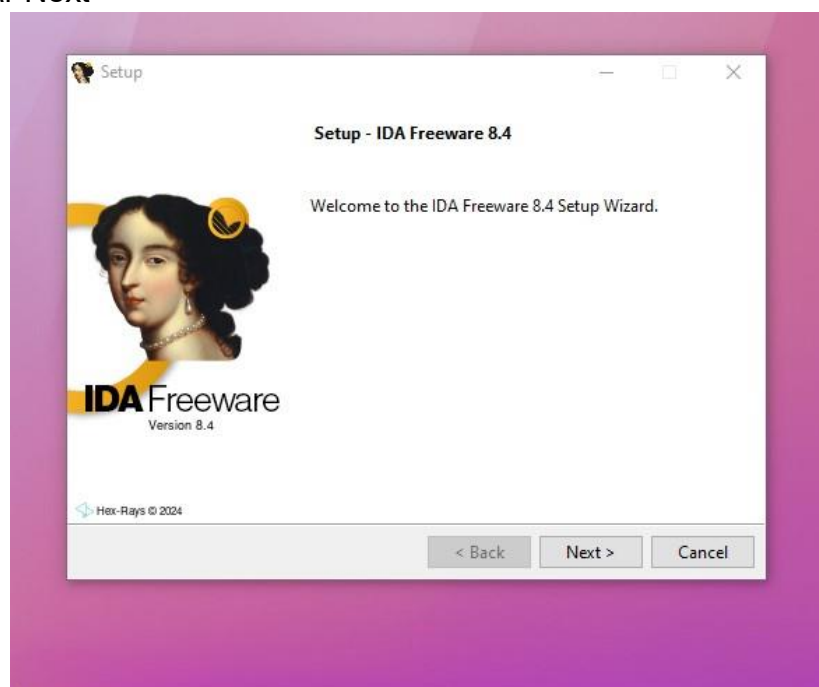 Setup
Setup - IDA Freeware 8.4
Welcome to the IDA Freeware 8.4 Setup Wizard.
IDA Freeware
Version 8.4
Hex-Rays © 2024
< Back Next > Cancel